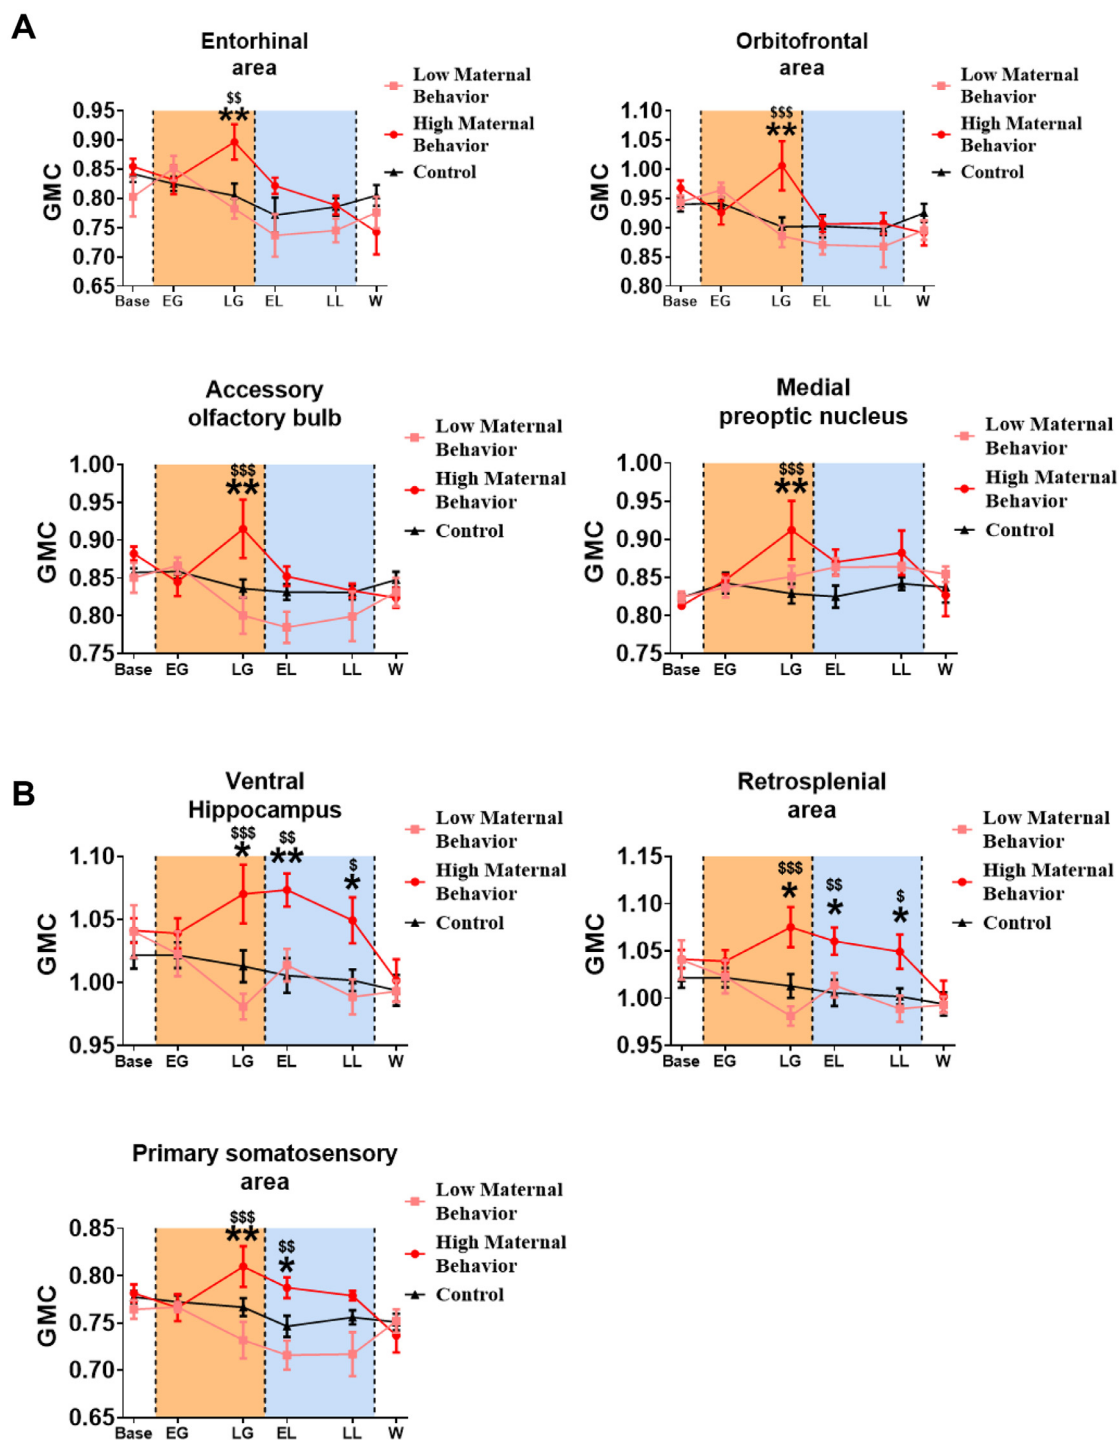 A
Entorhinal
area
Low Maternal
Behavior
High Maternal
Behavior
Control
GMC
0.95
0.90
0.85
0.80
0.75
0.70
0.65
$$
**
Base EG LG EL LL W
Orbitofrontal
area
Low Maternal
Behavior
High Maternal
Behavior
Control
GMC
1.10
1.05
1.00
0.95
0.90
0.85
0.80
$$$
**
Base EG LG EL LL W
Accessory
olfactory bulb
Low Maternal
Behavior
High Maternal
Behavior
Control
GMC
1.00
0.95
0.90
0.85
0.80
0.75
$$$
**
Base EG LG EL LL W
Medial
preoptic nucleus
Low Maternal
Behavior
High Maternal
Behavior
Control
GMC
1.00
0.95
0.90
0.85
0.80
0.75
$$$
**
Base EG LG EL LL W
B
Ventral
Hippocampus
Low Maternal
Behavior
High Maternal
Behavior
Control
GMC
1.10
1.05
1.00
0.95
$$$ $$ $
* ** *
Base EG LG EL LL W
Retrosplenial
area
Low Maternal
Behavior
High Maternal
Behavior
Control
GMC
1.15
1.10
1.05
1.00
0.95
$$$ $$ $
* * *
Base EG LG EL LL W
Primary somatosensory
area
Low Maternal
Behavior
High Maternal
Behavior
Control
GMC
0.85
0.80
0.75
0.70
0.65
$$$ $$
** *
Base EG LG EL LL W